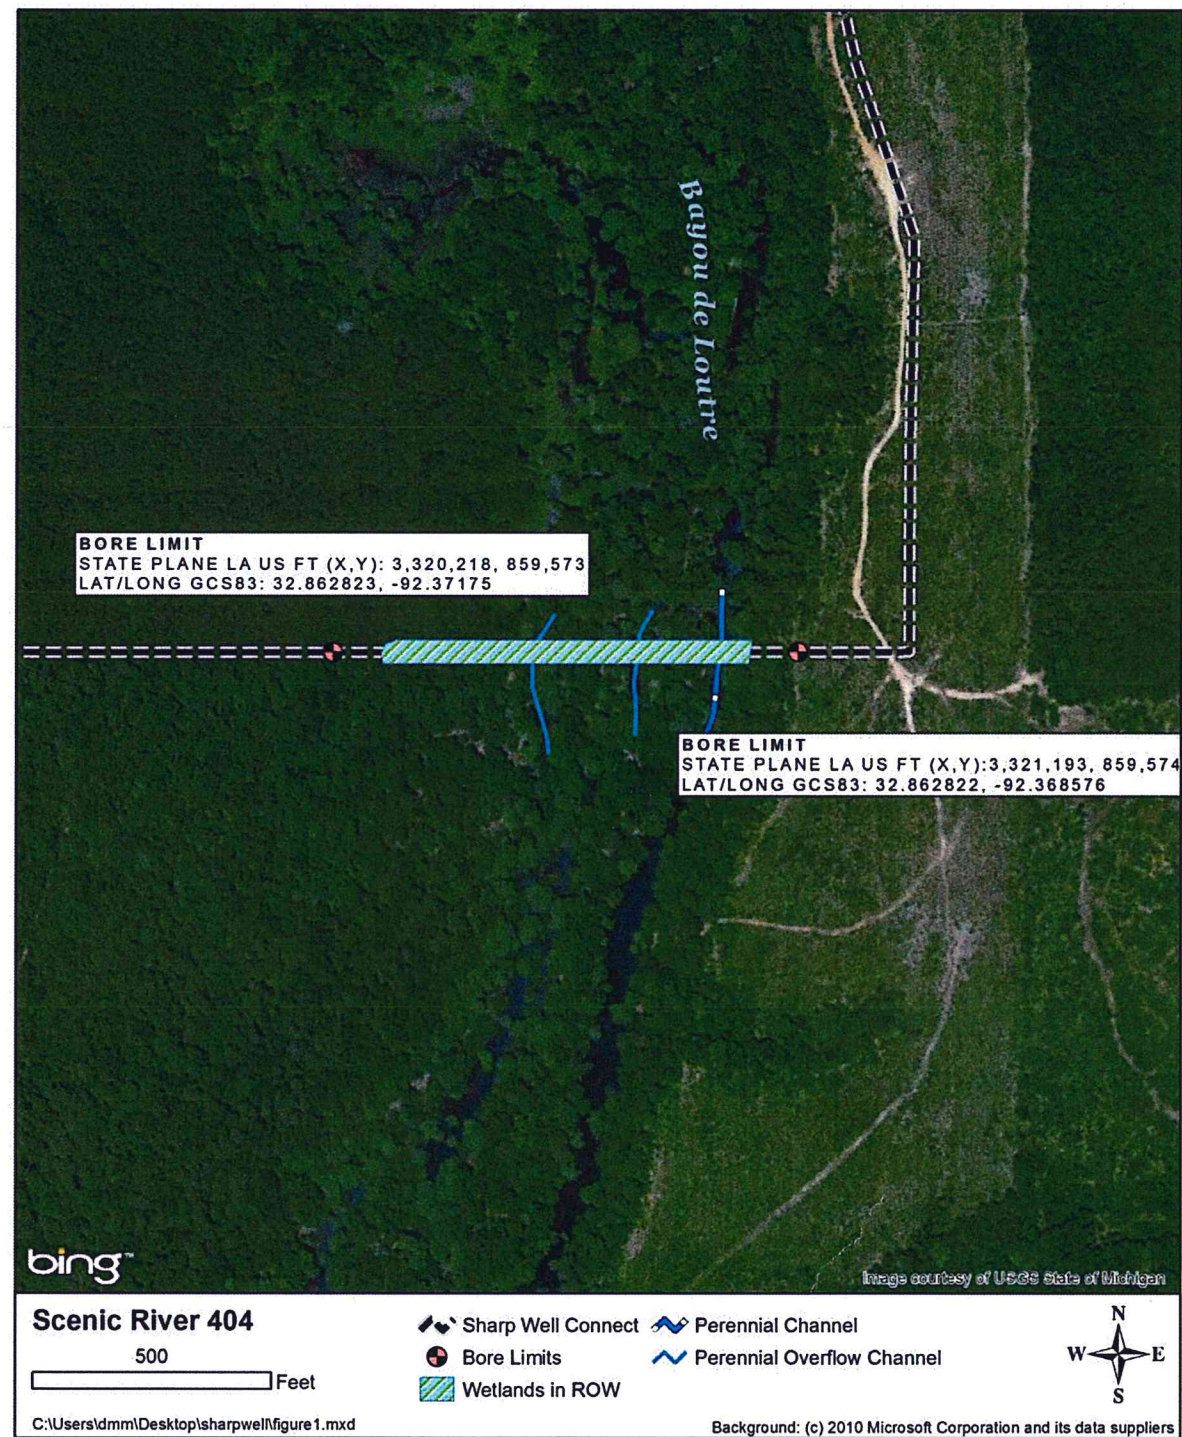 Bayou de Loutre
BORE LIMIT
STATE PLANE LA US FT (X,Y): 3,320,218, 859,573
LAT/LONG GCS83: 32.862823, -92.37175
BORE LIMIT
STATE PLANE LA US FT (X,Y):3,321,193, 859,574
LAT/LONG GCS83: 32.862822, -92.368576
bing™
Image courtesy of USGS State of Michigan
Scenic River 404
500
Feet
Sharp Well Connect
Bore Limits
Wetlands in ROW
Perennial Channel
Perennial Overflow Channel
N
W
E
S
C:\Users\dmm\Desktop\sharpwell\figure1.mxd
Background: (c) 2010 Microsoft Corporation and its data suppliers